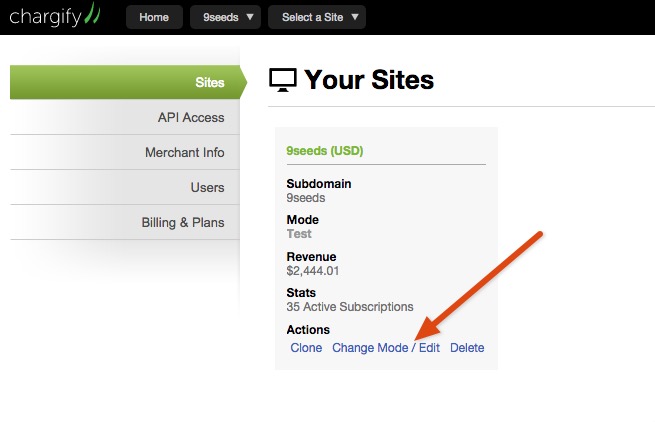 chargify
Home 9seeds Select a Site
Sites
API Access
Merchant Info
Users
Billing & Plans
Your Sites
9seeds (USD)
Subdomain
9seeds
Mode
Test
Revenue
$2,444.01
Stats
35 Active Subscriptions
Actions
Clone Change Mode / Edit Delete